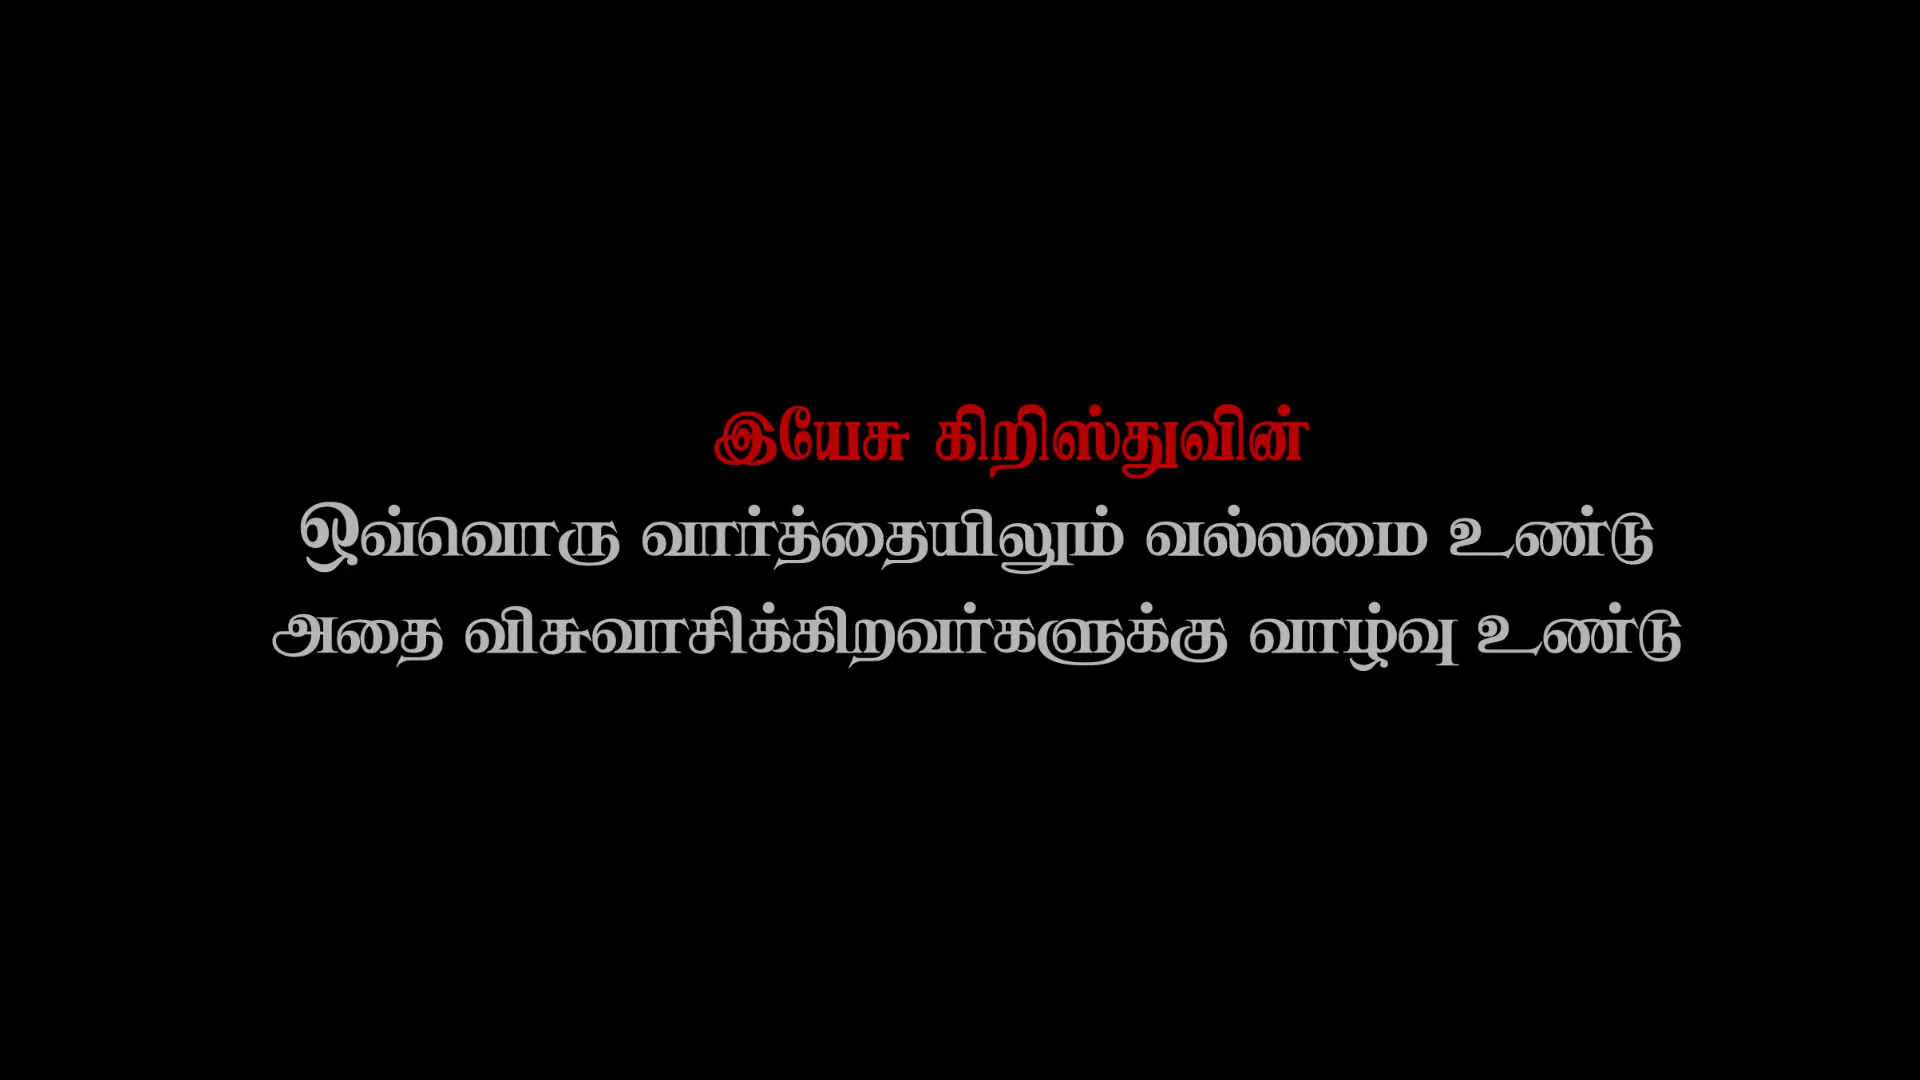 இயேசு கிறிஸ்துவின்
ஒவ்வொரு வார்த்தையிலும் வல்லமை உண்டு
அதை விசுவாசிக்கிறவர்களுக்கு வாழ்வு உண்டு